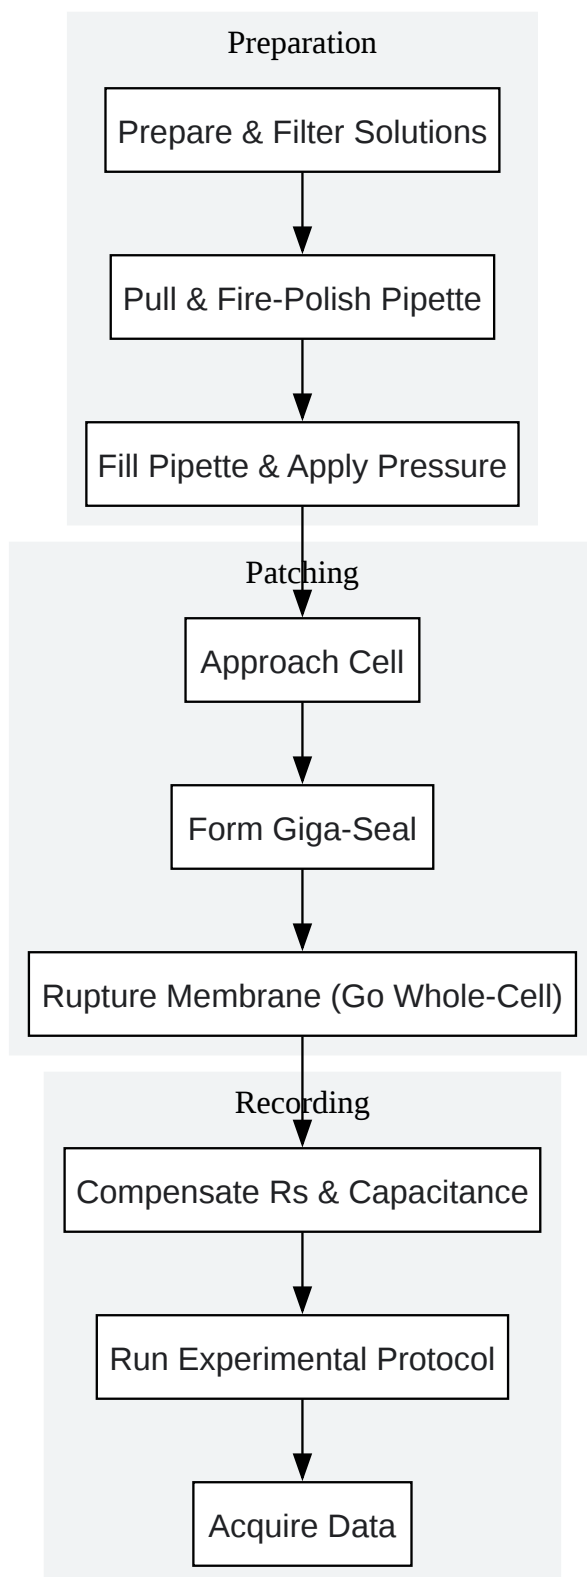 Preparation
Prepare & Filter Solutions
Pull & Fire-Polish Pipette
Fill Pipette & Apply Pressure
Patching
Approach Cell
Form Giga-Seal
Rupture Membrane (Go Whole-Cell)
Recording
Compensate Rs & Capacitance
Run Experimental Protocol
Acquire Data